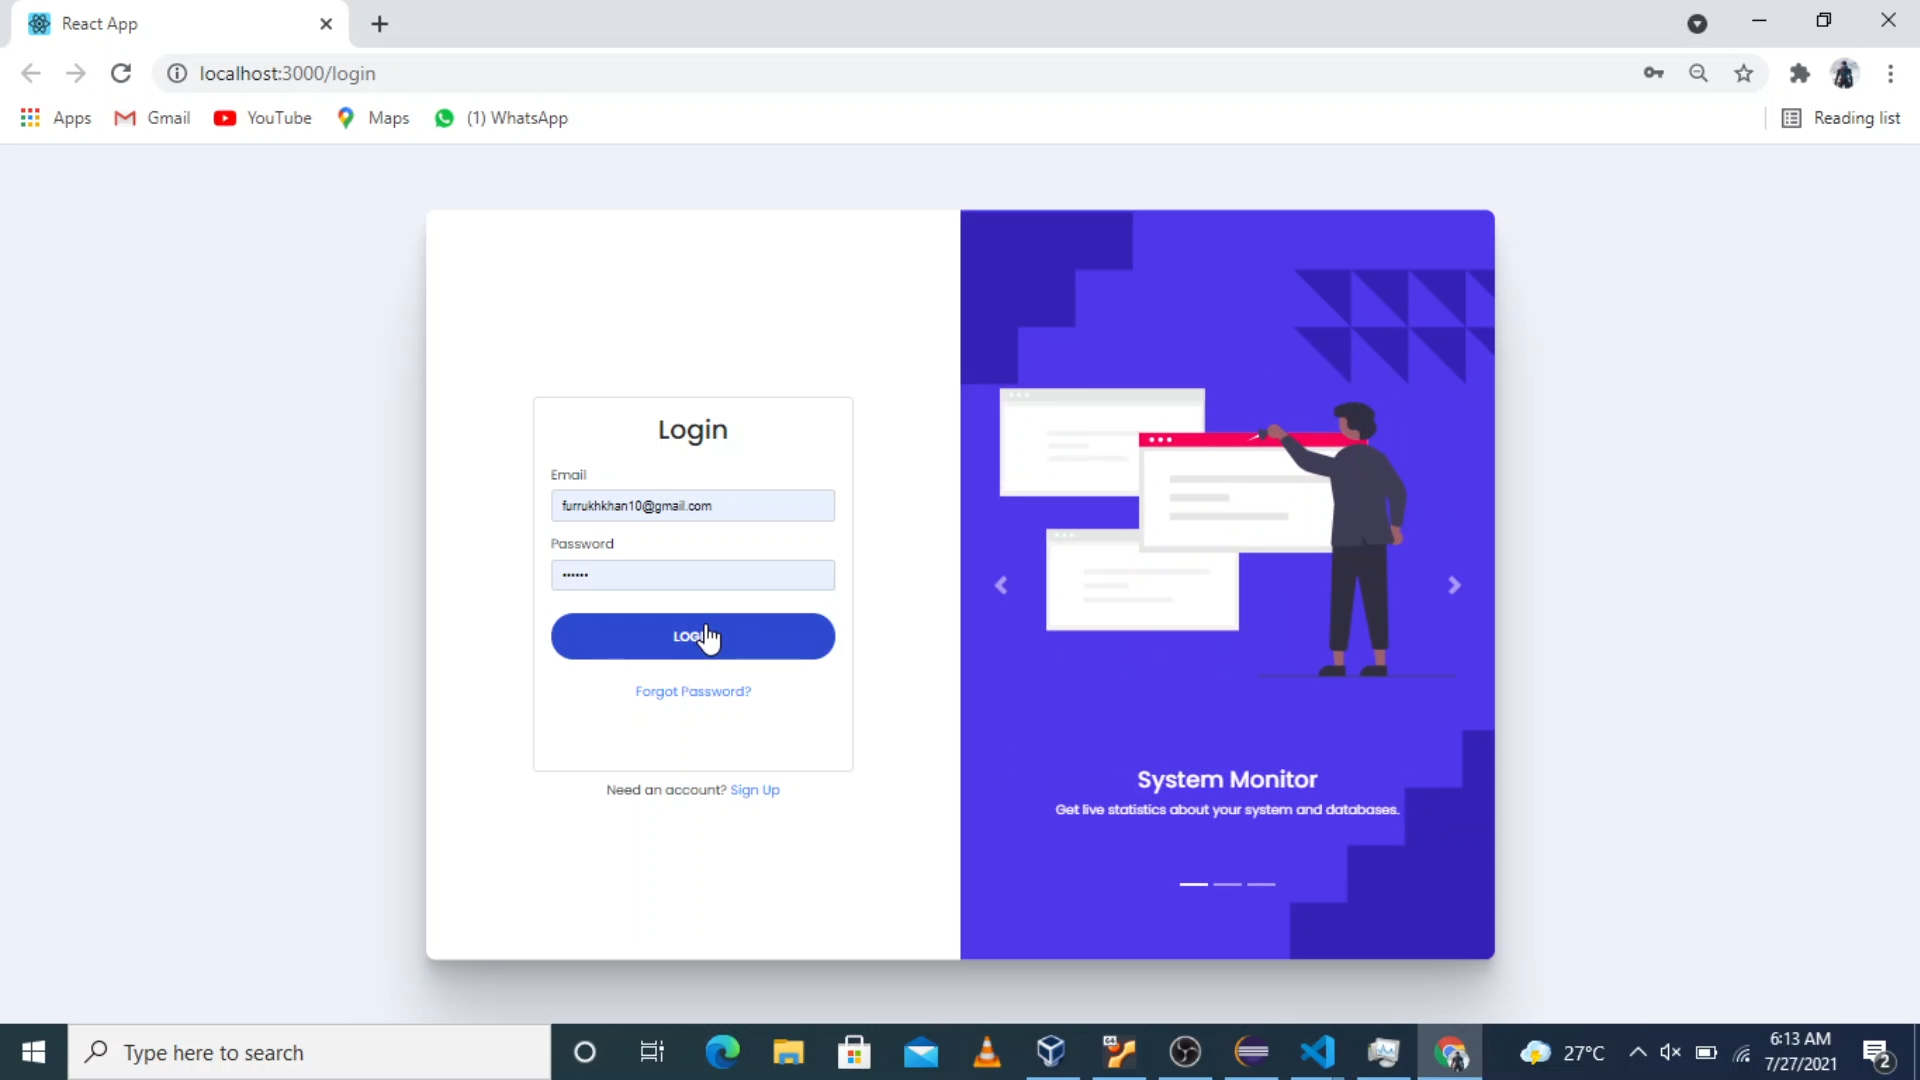 React App
localhost:3000/login
Apps
Gmail
YouTube
Maps
(1) WhatsApp
Reading list
Login
Email
furrukhkhan10@gmail.com
Password
••••••
Forgot Password?
Need an account? Sign Up
System Monitor
Get live statistics about your system and databases.
Type here to search
64
27°C
6:13 AM
7/27/2021
2